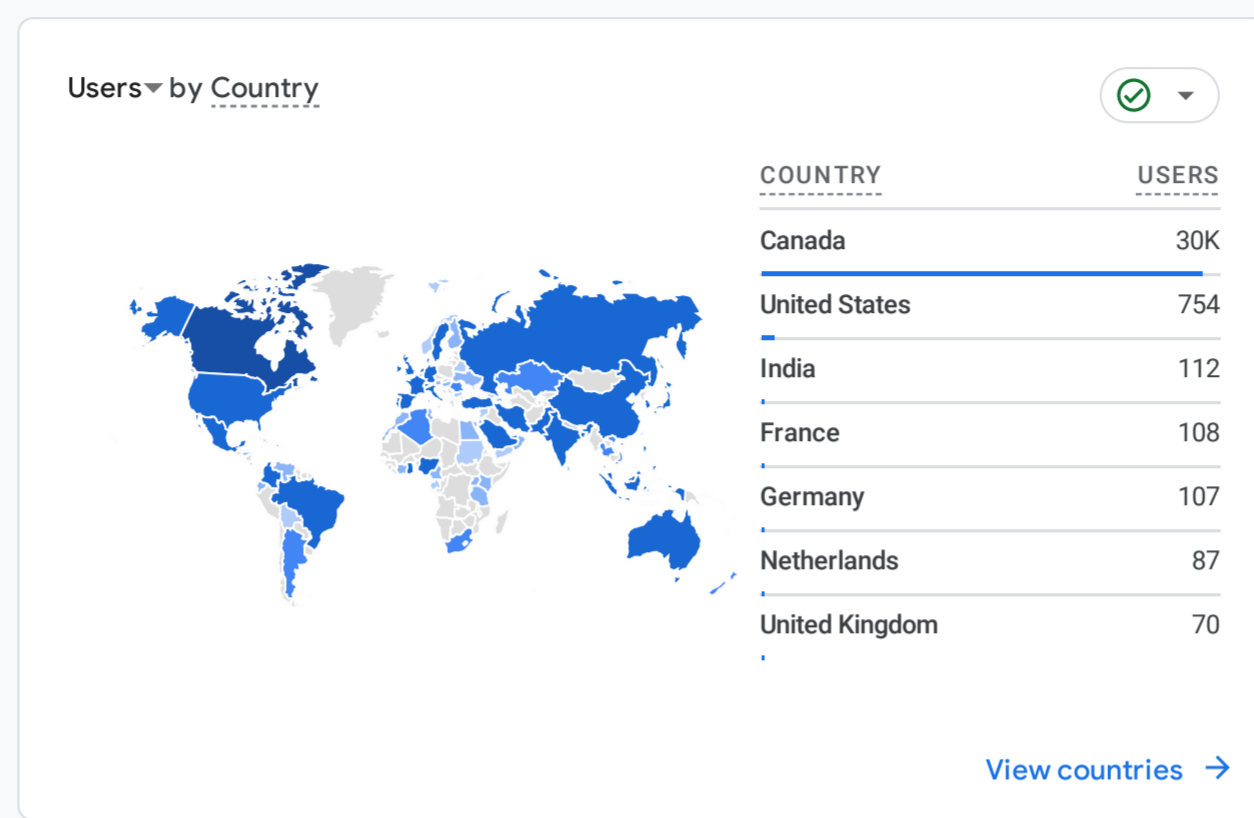 Users by Country
COUNTRY USERS
Canada 30K
United States 754
India 112
France 108
Germany 107
Netherlands 87
United Kingdom 70
View countries